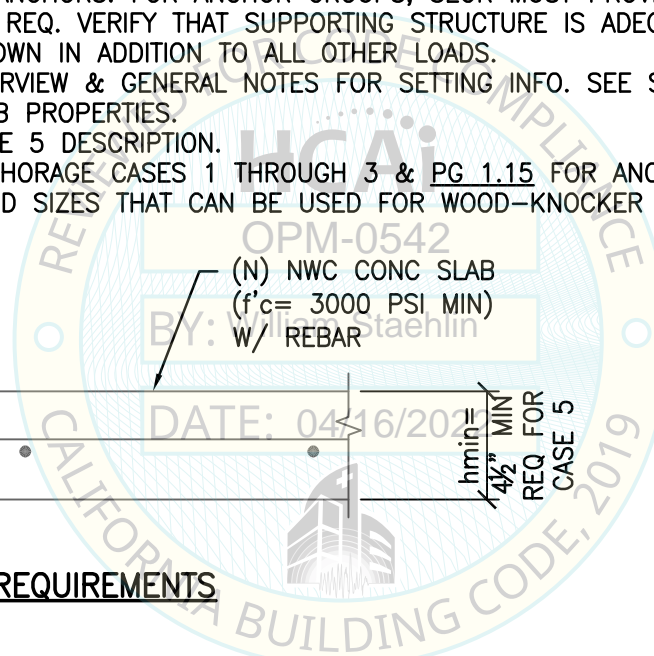 ANCHORS. FOR ANCHOR GROUPS, SEOR MUST PROVI
REQ. VERIFY THAT SUPPORTING STRUCTURE IS ADEQ
OWN IN ADDITION TO ALL OTHER LOADS.
RVIEW & GENERAL NOTES FOR SETTING INFO. SEE S
B PROPERTIES.
E 5 DESCRIPTION.
HORAGE CASES 1 THROUGH 3 & PG 1.15 FOR ANC
D SIZES THAT CAN BE USED FOR WOOD-KNOCKER
REVIEWED FOR CODE COMPLIANCE
HCAi
OPM-0542
(N) NWC CONC SLAB
(f'c= 3000 PSI MIN)
W/ REBAR
BY: William Staehlin
DATE: 04/16/2022
hmin=
4½" MIN
REQ FOR
CASE 5
REQUIREMENTS
CALIFORNIA BUILDING CODE, 2019